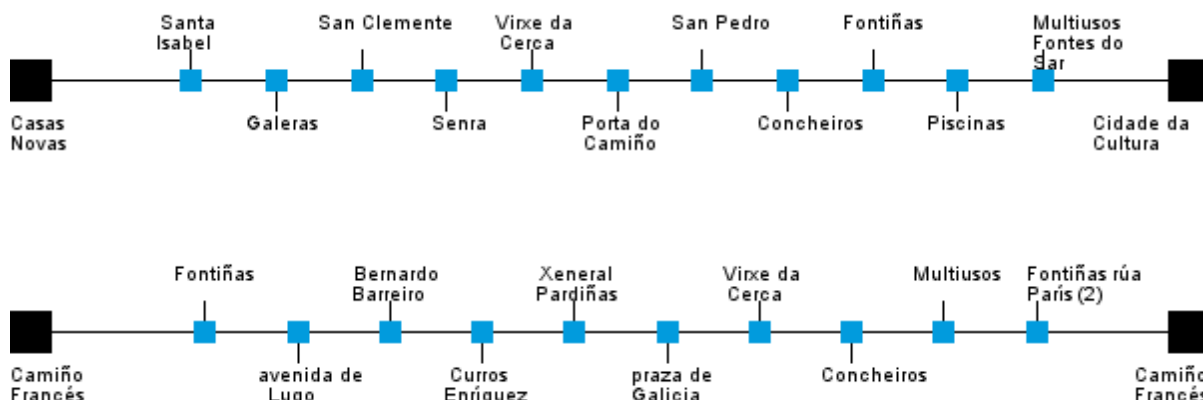 Santa
Isabel
San Clemente
Virxe da
Cerca
San Pedro
Fontiñas
Multiusos
Fontes do
Sar
Casas
Novas
Galeras
Senra
Porta do
Camiño
Concheiros
Piscinas
Cidade da
Cultura
Fontiñas
Bernardo
Barreiro
Xeneral
Pardiñas
Virxe da
Cerca
Multiusos
Fontiñas rúa
París (2)
Camiño
Francés
avenida de
Lugo
Curros
Enríquez
praza de
Galicia
Concheiros
Camiño
Francés